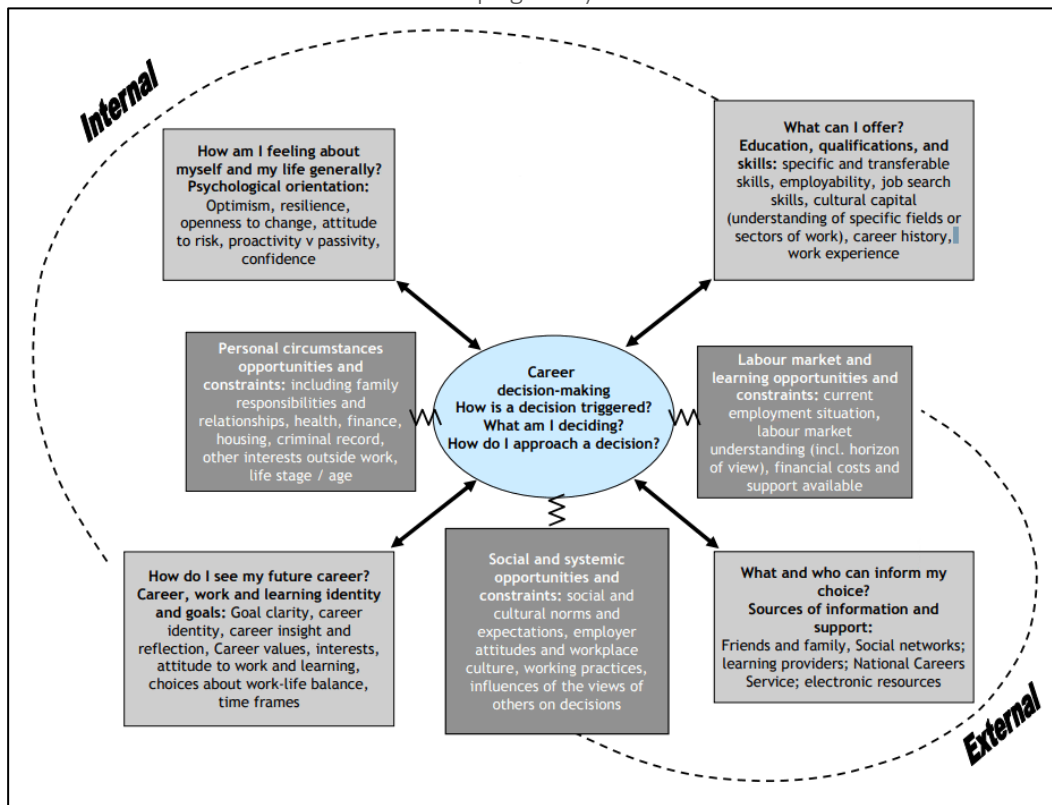 Internal
How am I feeling about
myself and my life generally?
Psychological orientation:
Optimism, resilience,
openness to change, attitude
to risk, proactivity v passivity,
confidence
What can I offer?
Education, qualifications, and
skills: specific and transferable
skills, employability, job search
skills, cultural capital
(understanding of specific fields or
sectors of work), career history,
work experience
Personal circumstances
opportunities and
constraints: including family
responsibilities and
relationships, health, finance,
housing, criminal record,
other interests outside work,
life stage / age
Career
decision-making
How is a decision triggered?
What am I deciding?
How do I approach a decision?
Labour market and
learning opportunities and
constraints: current
employment situation,
labour market
understanding (incl. horizon
of view), financial costs and
support available
How do I see my future career?
Career, work and learning identity
and goals: Goal clarity, career
identity, career insight and
reflection, Career values, interests,
attitude to work and learning,
choices about work-life balance,
time frames
Social and systemic
opportunities and
constraints: social and
cultural norms and
expectations, employer
attitudes and workplace
culture, working practices,
influences of the views of
others on decisions
What and who can inform my
choice?
Sources of information and
support:
Friends and family, Social networks;
learning providers; National Careers
Service; electronic resources
External